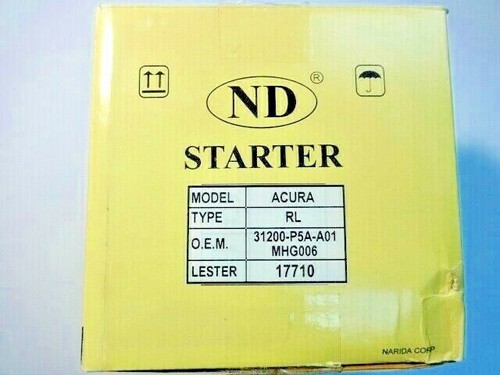 ND ®
STARTER
MODEL ACURA
TYPE RL
O.E.M. 31200-P5A-A01
MHG006
LESTER 17710
NARIDA CORP.